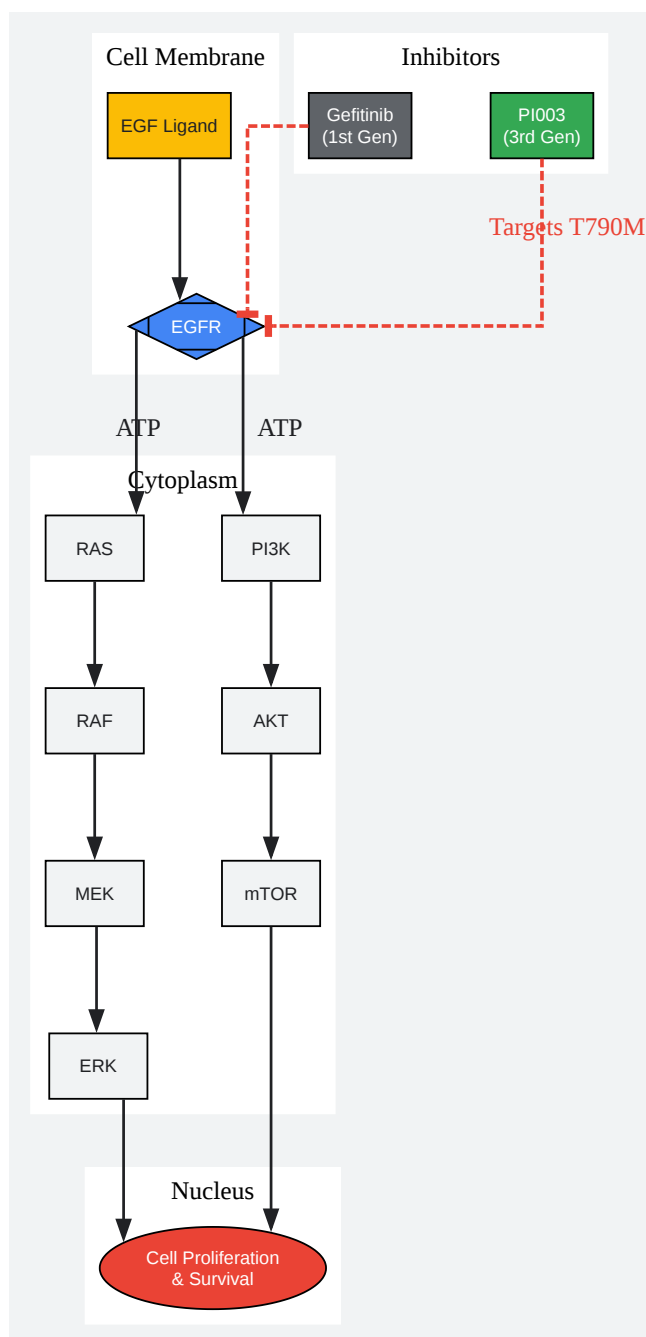 Cell Membrane
Inhibitors
EGF Ligand
Gefitinib
(1st Gen)
PI003
(3rd Gen)
Targets T790M
EGFR
ATP
ATP
Cytoplasm
RAS
PI3K
RAF
AKT
MEK
mTOR
ERK
Nucleus
Cell Proliferation
& Survival